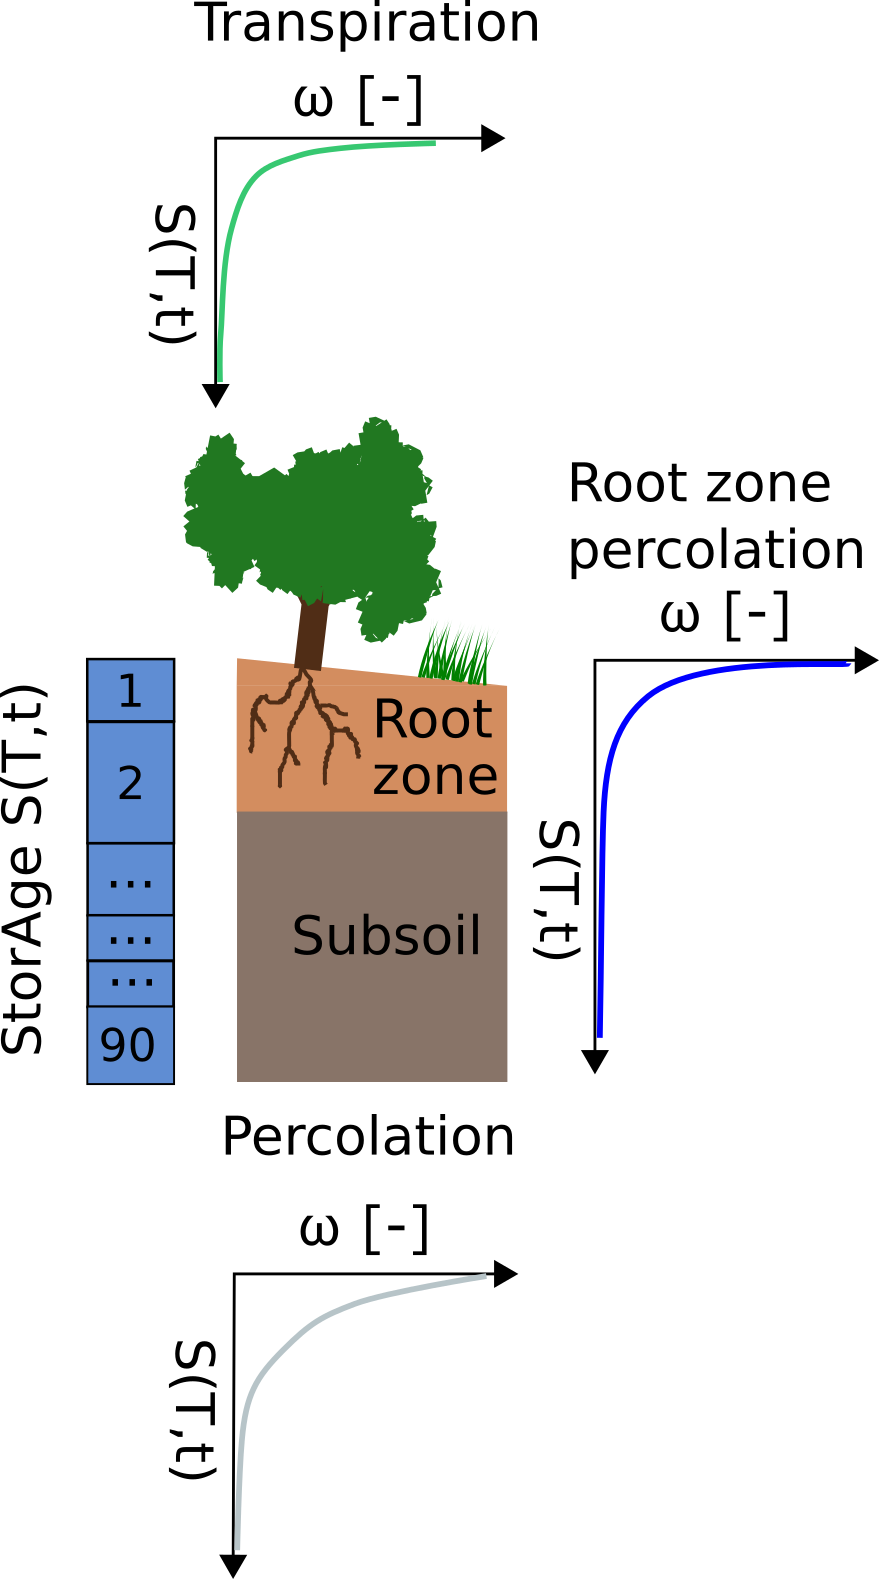 Transpiration
ω [-]
S(T,t)
Root zone
percolation
ω [-]
S(T,t)
StorAge S(T,t)
1
2
...
...
...
90
Root
zone
Subsoil
Percolation
ω [-]
S(T,t)